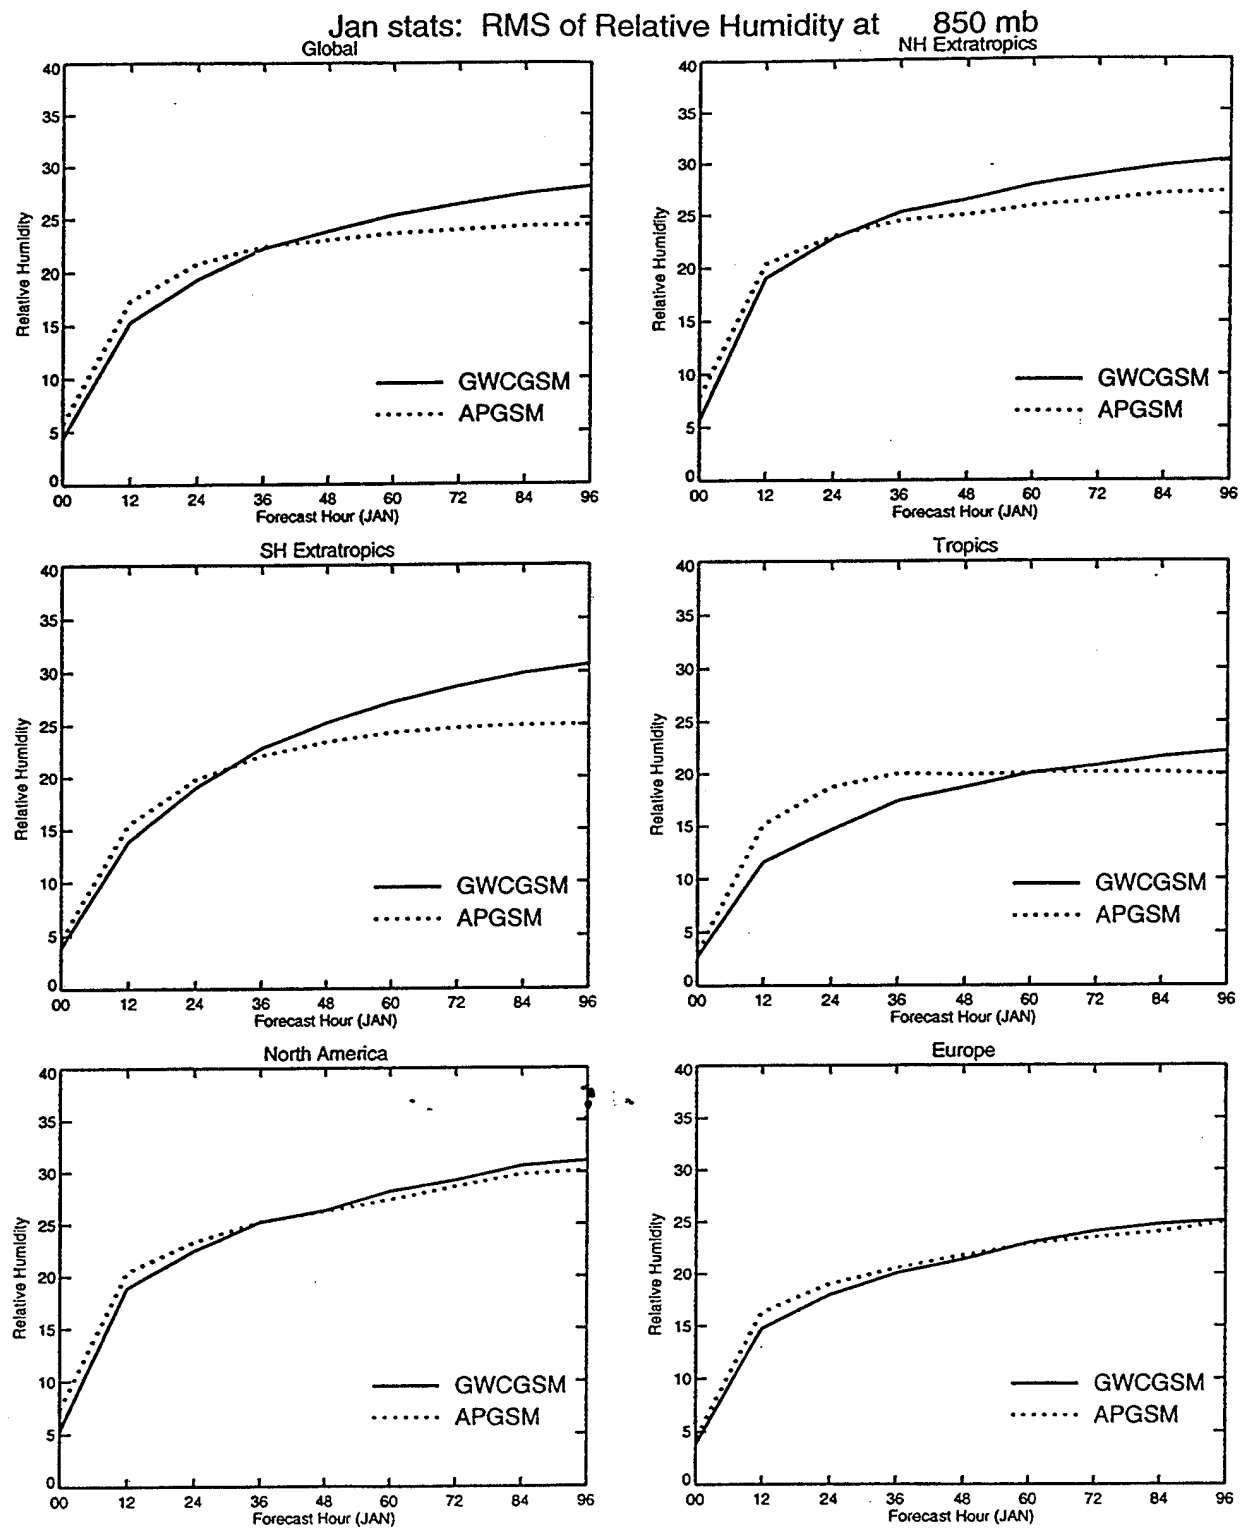 Jan stats: RMS of Relative Humidity at 850 mb
Global
40
35
30
25
20
15
10
5
0
Relative Humidity
GWCGSM
APGSM
00 12 24 36 48 60 72 84 96
Forecast Hour (JAN)
NH Extratropics
40
35
30
25
20
15
10
5
0
Relative Humidity
GWCGSM
APGSM
00 12 24 36 48 60 72 84 96
Forecast Hour (JAN)
SH Extratropics
40
35
30
25
20
15
10
5
0
Relative Humidity
GWCGSM
APGSM
00 12 24 36 48 60 72 84 96
Forecast Hour (JAN)
Tropics
40
35
30
25
20
15
10
5
0
Relative Humidity
GWCGSM
APGSM
00 12 24 36 48 60 72 84 96
Forecast Hour (JAN)
North America
40
35
30
25
20
15
10
5
0
Relative Humidity
GWCGSM
APGSM
00 12 24 36 48 60 72 84 96
Forecast Hour (JAN)
Europe
40
35
30
25
20
15
10
5
0
Relative Humidity
GWCGSM
APGSM
00 12 24 36 48 60 72 84 96
Forecast Hour (JAN)